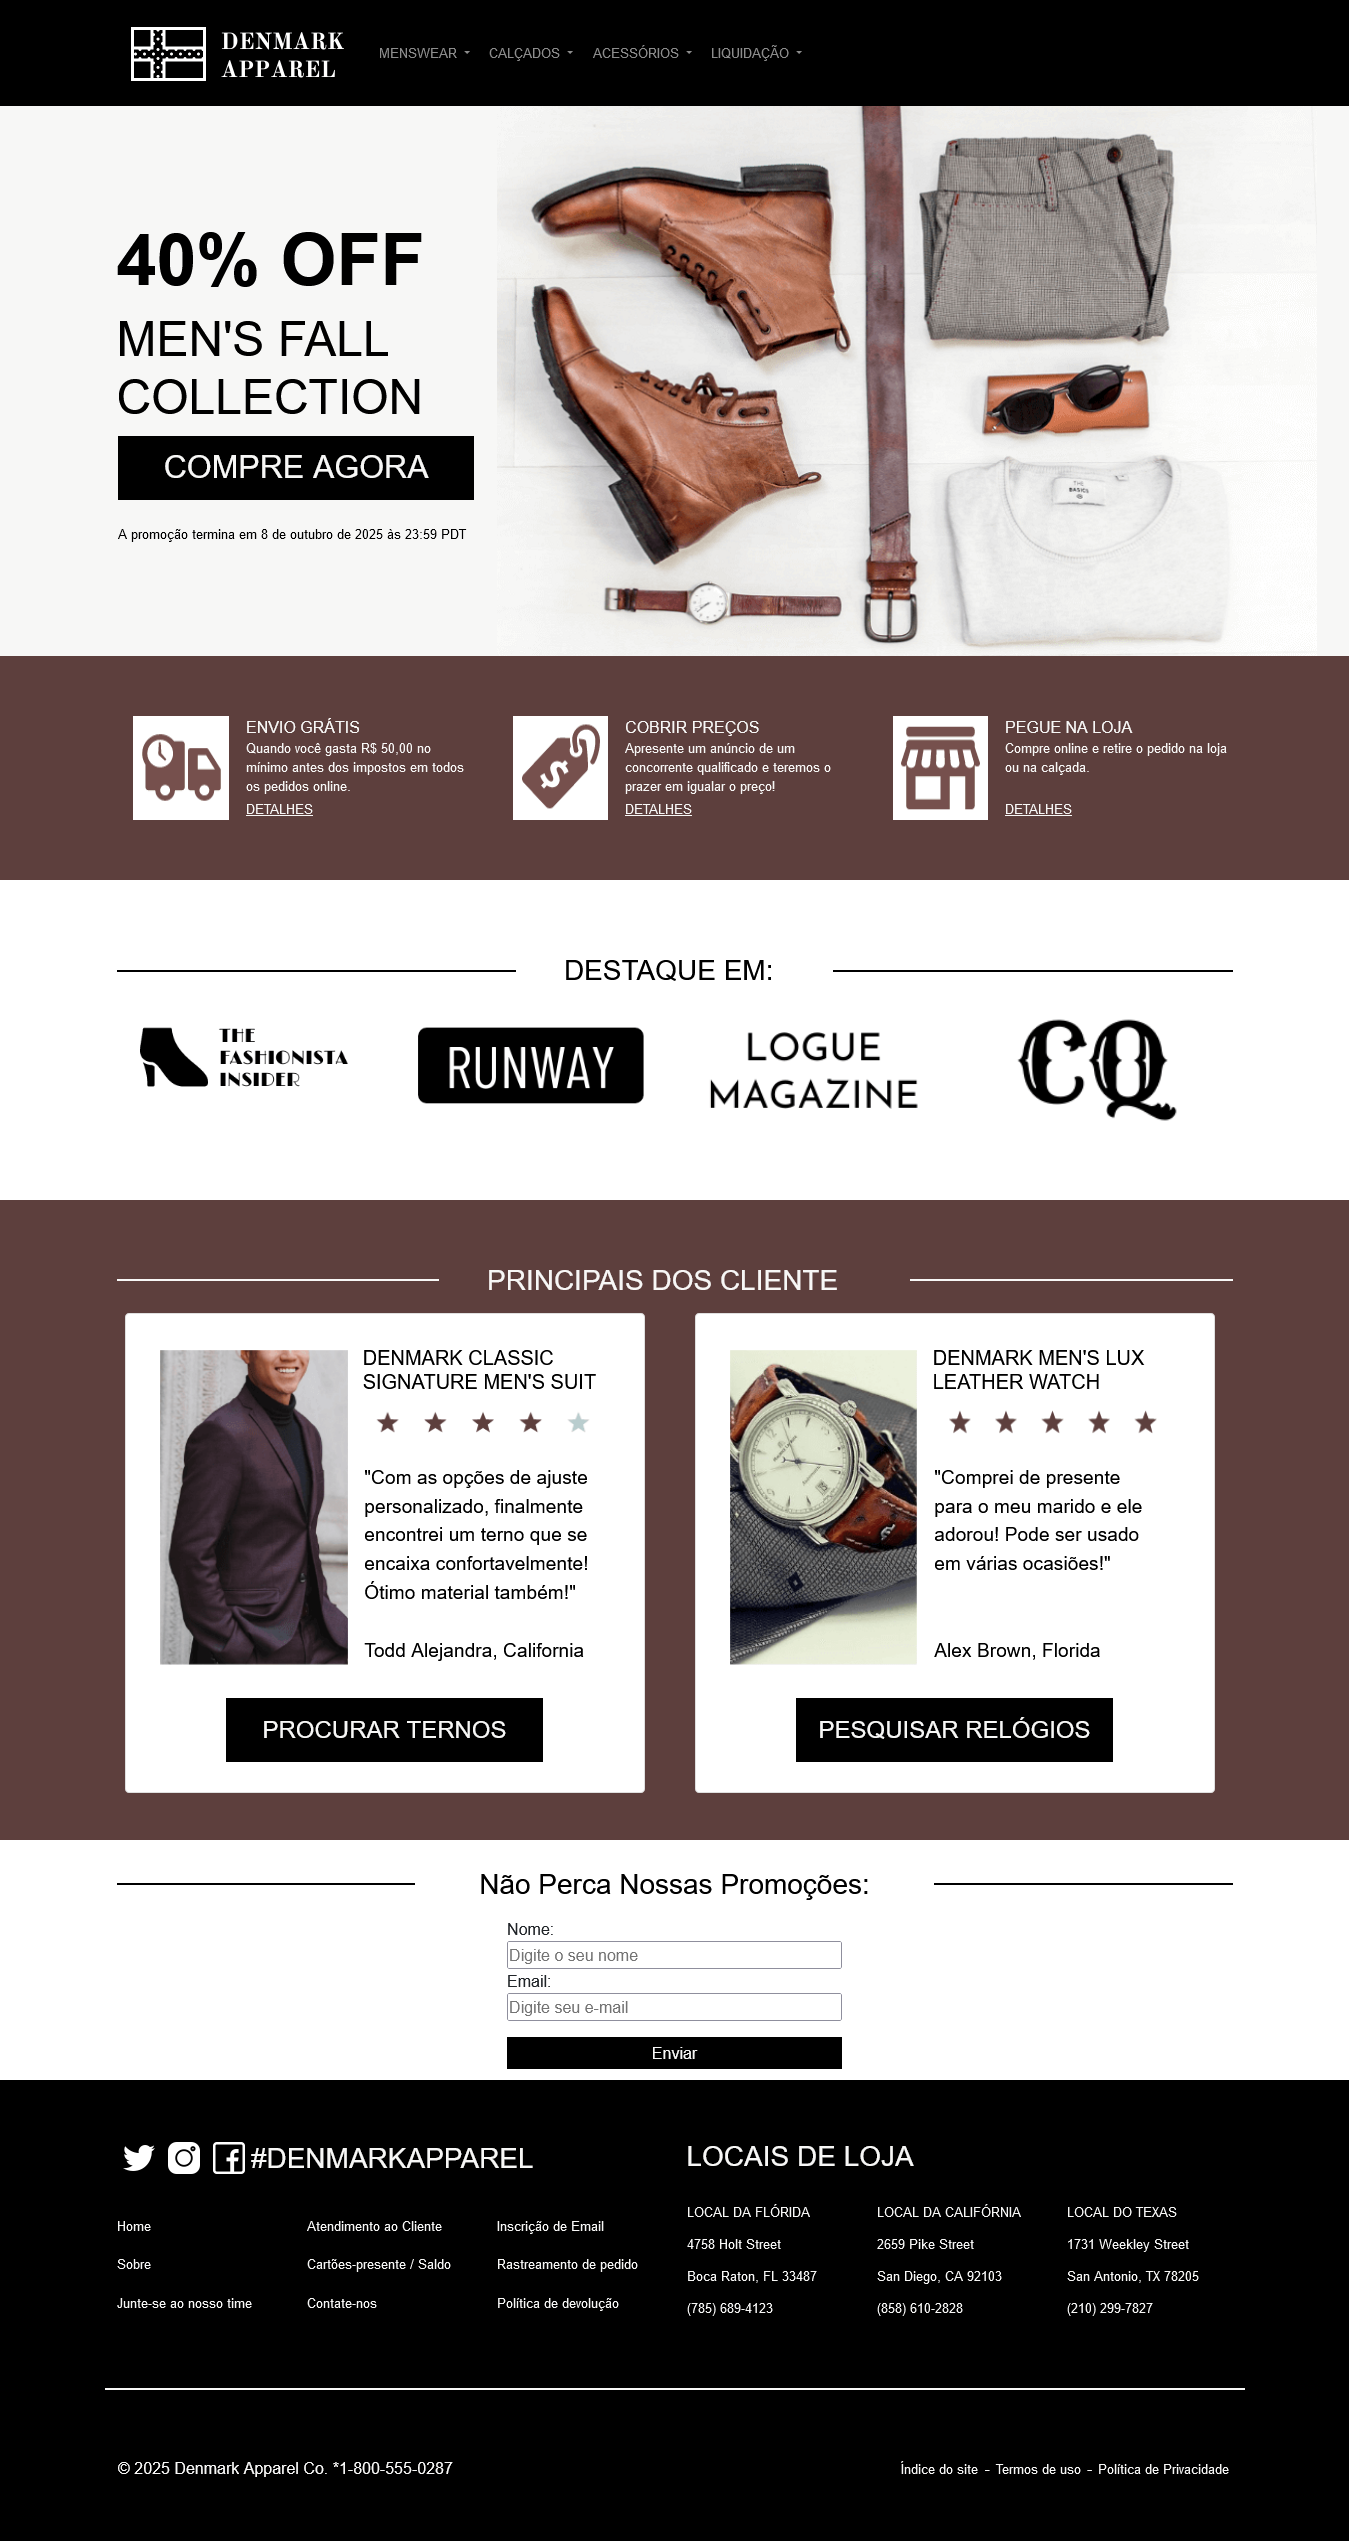 DENMARK
APPAREL
MENSWEAR
CALÇADOS
ACESSÓRIOS
LIQUIDAÇÃO
40% OFF
MEN'S FALL
COLLECTION
COMPRE AGORA
A promoção termina em 8 de outubro de 2025 às 23:59 PDT
THE
BASICS
ENVIO GRÁTIS
Quando você gasta R$ 50,00 no
mínimo antes dos impostos em todos
os pedidos online.
DETALHES
COBRIR PREÇOS
Apresente um anúncio de um
concorrente qualificado e teremos o
prazer em igualar o preço!
DETALHES
PEGUE NA LOJA
Compre online e retire o pedido na loja
ou na calçada.
DETALHES
DESTAQUE EM:
THE
FASHIONISTA
INSIDER
RUNWAY
LOGUE
MAGAZINE
CQ
PRINCIPAIS DOS CLIENTE
DENMARK CLASSIC
SIGNATURE MEN'S SUIT
"Com as opções de ajuste
personalizado, finalmente
encontrei um terno que se
encaixa confortavelmente!
Ótimo material também!"
Todd Alejandra, California
PROCURAR TERNOS
DENMARK MEN'S LUX
LEATHER WATCH
"Comprei de presente
para o meu marido e ele
adorou! Pode ser usado
em várias ocasiões!"
Alex Brown, Florida
PESQUISAR RELÓGIOS
Não Perca Nossas Promoções:
Nome:
Digite o seu nome
Email:
Digite seu e-mail
Enviar
#DENMARKAPPAREL
Home
Atendimento ao Cliente
Inscrição de Email
Sobre
Cartões-presente / Saldo
Rastreamento de pedido
Junte-se ao nosso time
Contate-nos
Política de devolução
LOCAIS DE LOJA
LOCAL DA FLÓRIDA
4758 Holt Street
Boca Raton, FL 33487
(785) 689-4123
LOCAL DA CALIFÓRNIA
2659 Pike Street
San Diego, CA 92103
(858) 610-2828
LOCAL DO TEXAS
1731 Weekley Street
San Antonio, TX 78205
(210) 299-7827
© 2025 Denmark Apparel Co. *1-800-555-0287
Índice do site - Termos de uso - Política de Privacidade